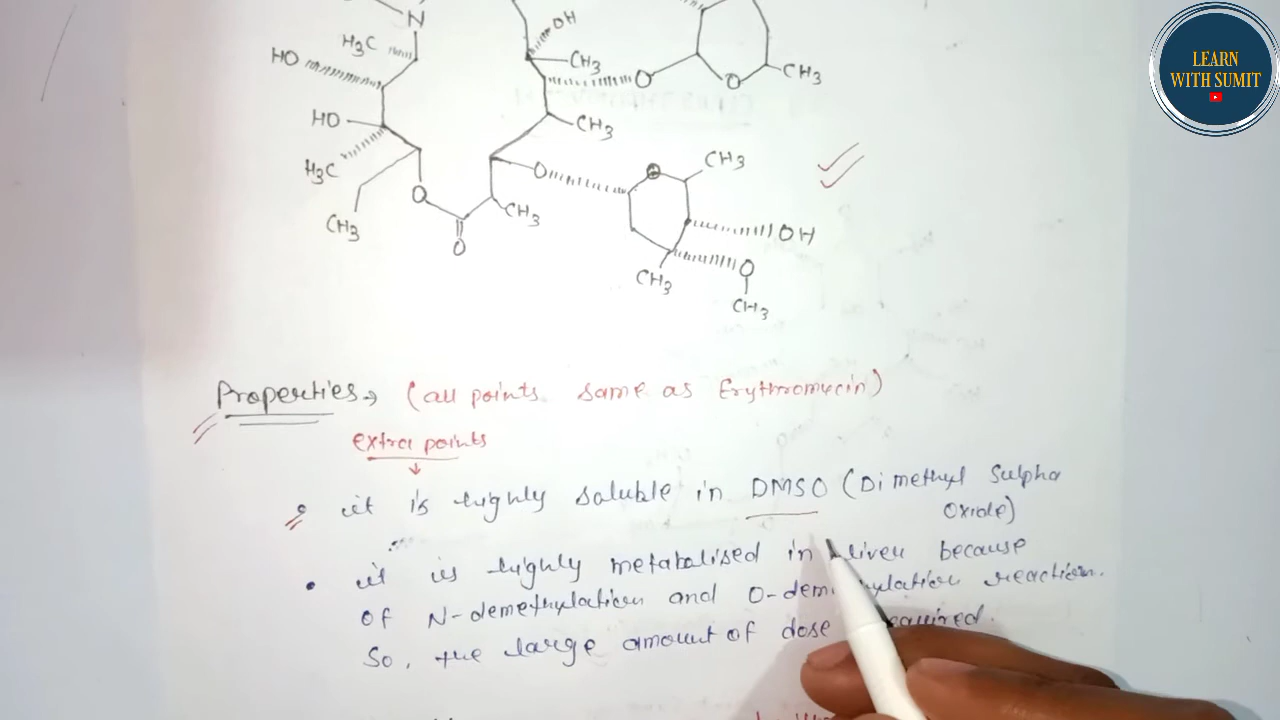 LEARN
WITH SUMIT
N
OH
H3C
CH3
HO
O
O
CH3
HO
CH3
H3C
O
CH3
O
CH3
CH3
OH
O
O
CH3
CH3
Properties → (all points same as Erythromycin)
extra points
↓
• it is highly soluble in DMSO (Dimethyl Sulpha
Oxide)
• it is highly metabolised in liver because
of N-demethylation and O-demethylation reaction.
So, the large amount of dose required.